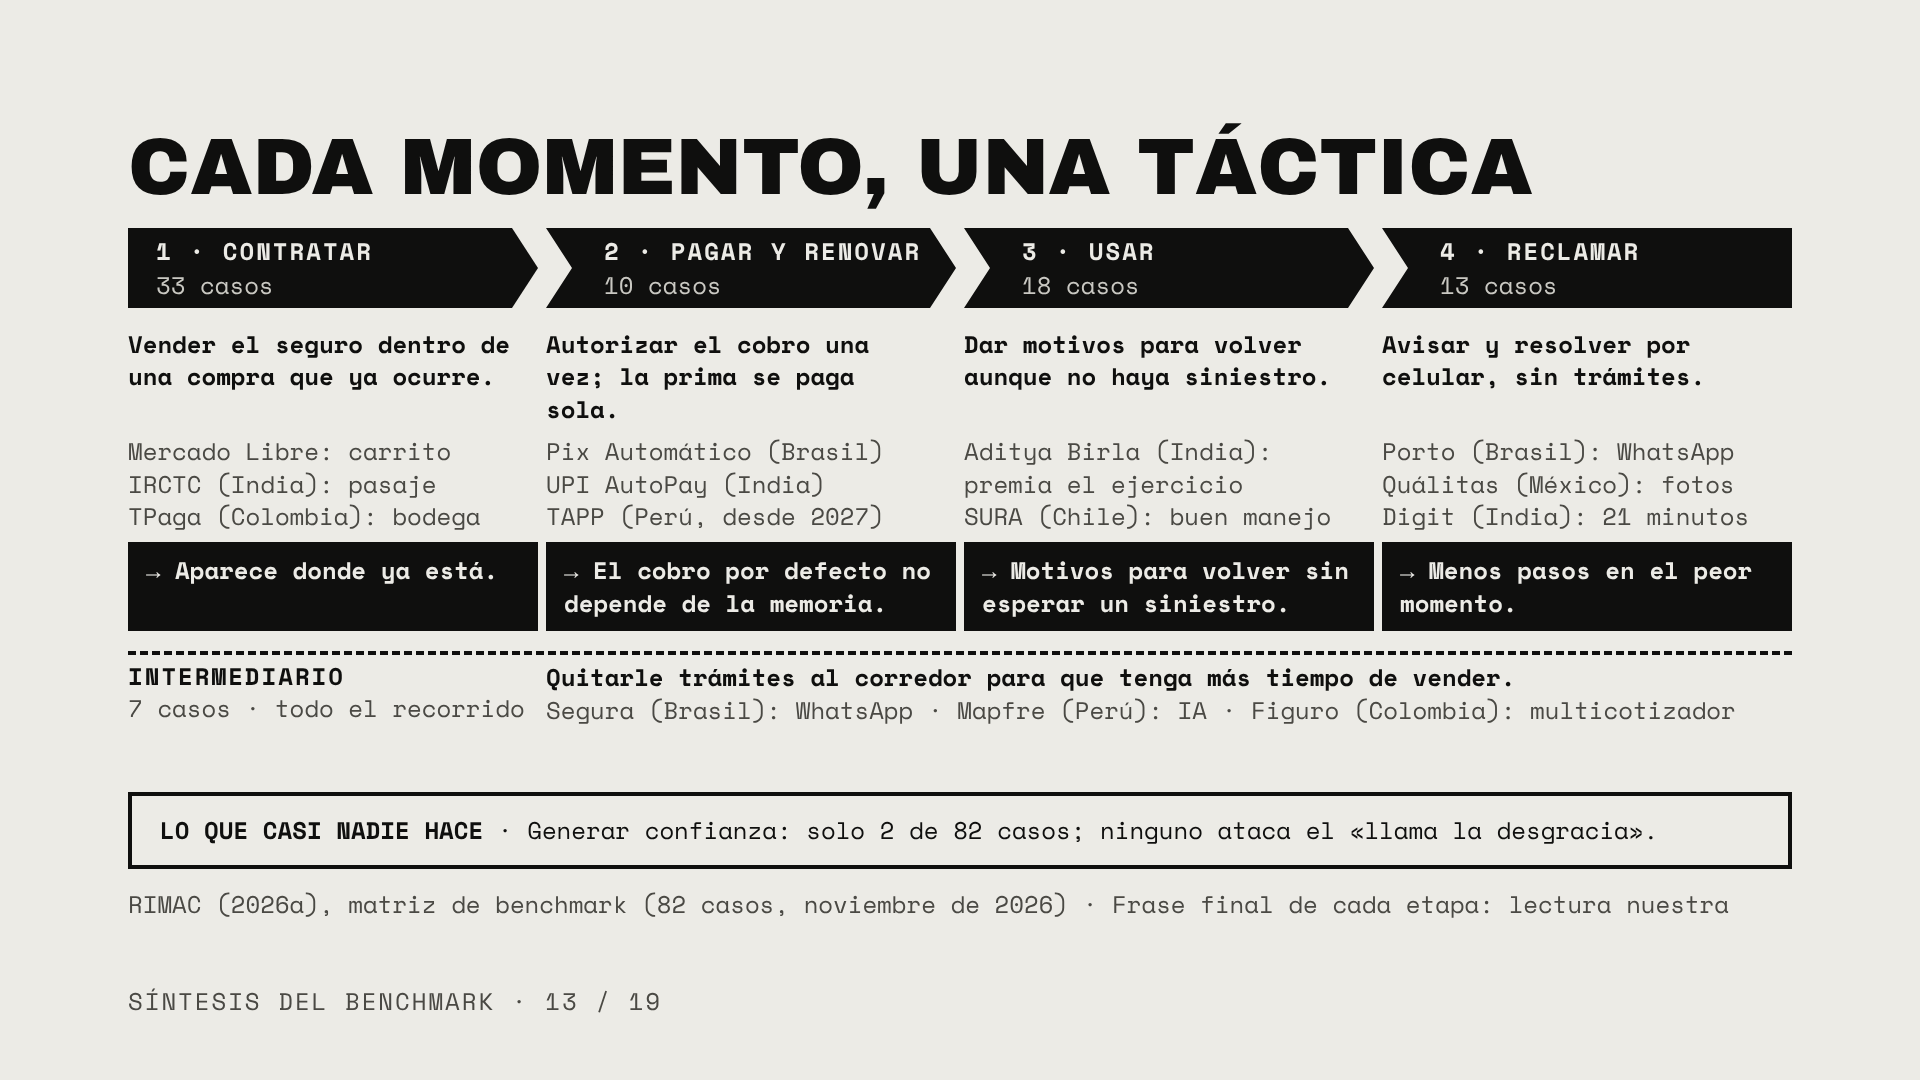 CADA MOMENTO, UNA TÁCTICA
1 · CONTRATAR
33 casos
2 · PAGAR Y RENOVAR
10 casos
3 · USAR
18 casos
4 · RECLAMAR
13 casos
Vender el seguro dentro de
una compra que ya ocurre.
Autorizar el cobro una
vez; la prima se paga
sola.
Dar motivos para volver
aunque no haya siniestro.
Avisar y resolver por
celular, sin trámites.
Mercado Libre: carrito
IRCTC (India): pasaje
TPaga (Colombia): bodega
Pix Automático (Brasil)
UPI AutoPay (India)
TAPP (Perú, desde 2027)
Aditya Birla (India):
premia el ejercicio
SURA (Chile): buen manejo
Porto (Brasil): WhatsApp
Quálitas (México): fotos
Digit (India): 21 minutos
→ Aparece donde ya está.
→ El cobro por defecto no
depende de la memoria.
→ Motivos para volver sin
esperar un siniestro.
→ Menos pasos en el peor
momento.
INTERMEDIARIO
7 casos · todo el recorrido
Quitarle trámites al corredor para que tenga más tiempo de vender.
Segura (Brasil): WhatsApp · Mapfre (Perú): IA · Figuro (Colombia): multicotizador
LO QUE CASI NADIE HACE · Generar confianza: solo 2 de 82 casos; ninguno ataca el «llama la desgracia».
RIMAC (2026a), matriz de benchmark (82 casos, noviembre de 2026) · Frase final de cada etapa: lectura nuestra
SÍNTESIS DEL BENCHMARK · 13 / 19